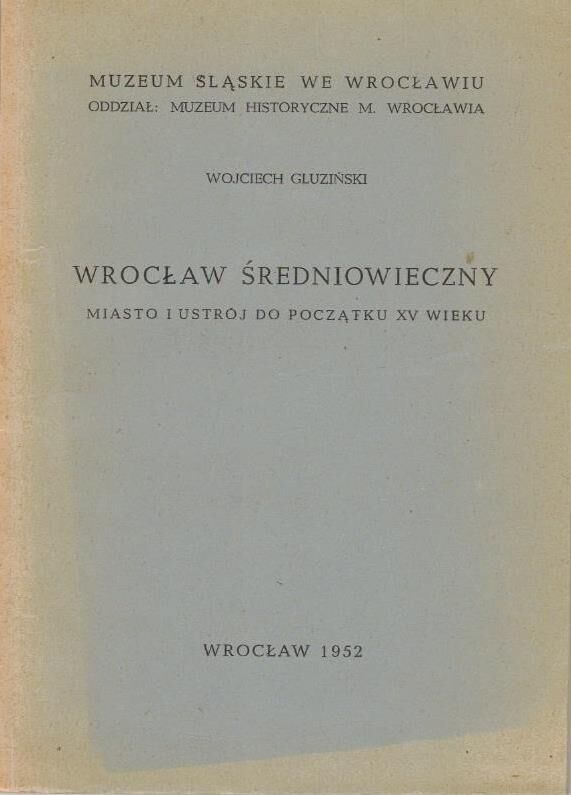 MUZEUM ŚLĄSKIE WE WROCŁAWIU
ODDZIAŁ: MUZEUM HISTORYCZNE M. WROCŁAWIA
WOJCIECH GLUZIŃSKI
WROCŁAW ŚREDNIOWIECZNY
MIASTO I USTRÓJ DO POCZĄTKU XV WIEKU
WROCŁAW 1952